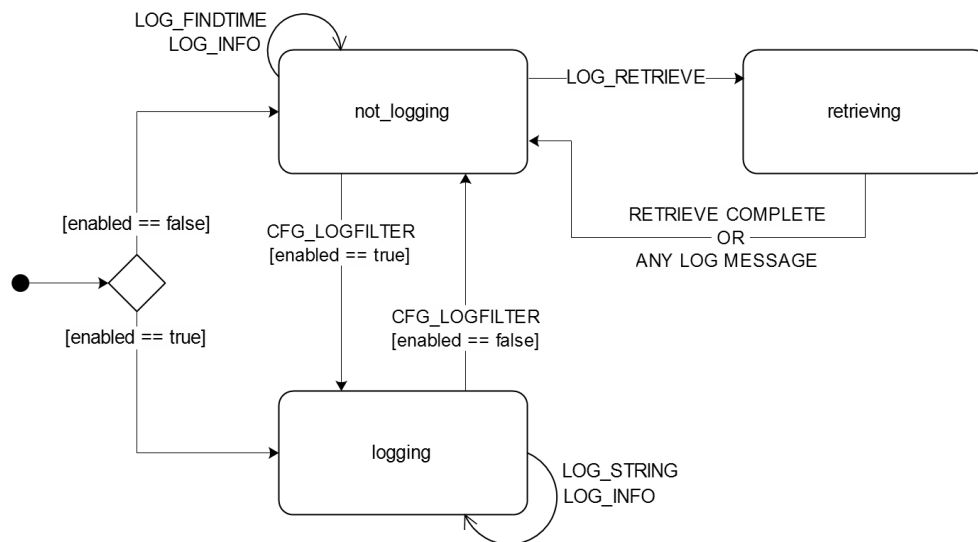 LOG_FINDTIME
LOG_INFO
not_logging
LOG_RETRIEVE
retrieving
[enabled == false]
CFG_LOGFILTER
[enabled == true]
RETRIEVE COMPLETE
OR
ANY LOG MESSAGE
[enabled == true]
CFG_LOGFILTER
[enabled == false]
logging
LOG_STRING
LOG_INFO